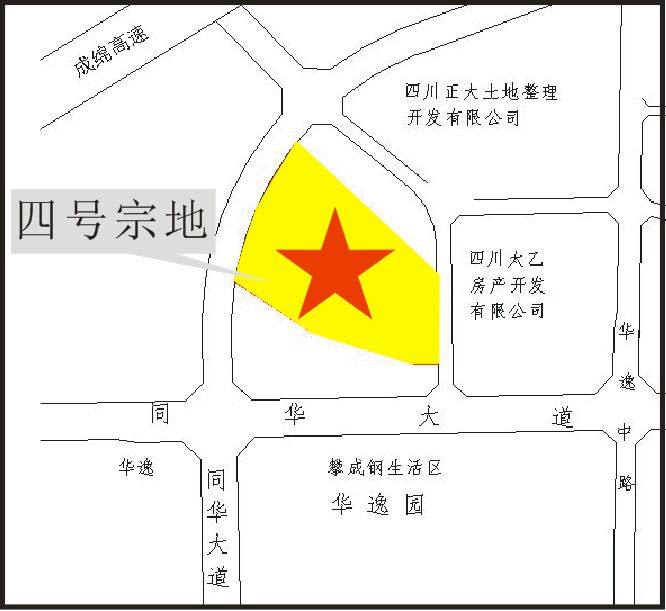 成绵高速
四川正大土地整理
开发有限公司
四号宗地
四川太乙
房产开发
有限公司
华逸中路
同华大道
华逸
攀成钢生活区
华逸园
同华大道